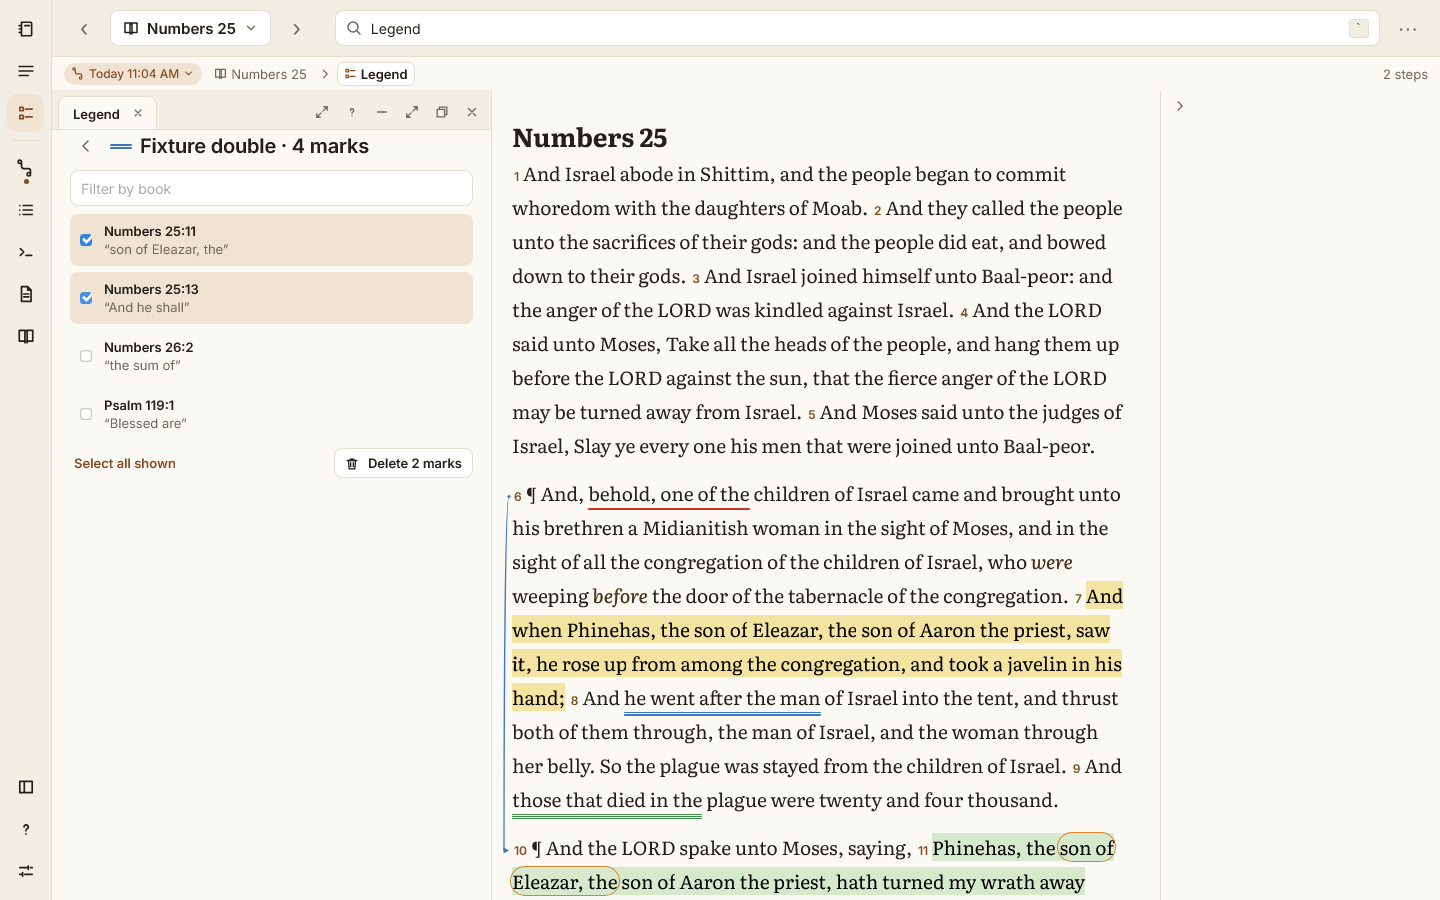 Numbers 25
Legend
`
Today 11:04 AM
Numbers 25
Legend
2 steps
Legend
?
Fixture double · 4 marks
Filter by book
Numbers 25:11
“son of Eleazar, the”
Numbers 25:13
“And he shall”
Numbers 26:2
“the sum of”
Psalm 119:1
“Blessed are”
Select all shown
Delete 2 marks
?
Numbers 25
1 And Israel abode in Shittim, and the people began to commit
whoredom with the daughters of Moab. 2 And they called the people
unto the sacrifices of their gods: and the people did eat, and bowed
down to their gods. 3 And Israel joined himself unto Baal-peor: and
the anger of the LORD was kindled against Israel. 4 And the LORD
said unto Moses, Take all the heads of the people, and hang them up
before the LORD against the sun, that the fierce anger of the LORD
may be turned away from Israel. 5 And Moses said unto the judges of
Israel, Slay ye every one his men that were joined unto Baal-peor.
6 ¶ And, behold, one of the children of Israel came and brought unto
his brethren a Midianitish woman in the sight of Moses, and in the
sight of all the congregation of the children of Israel, who were
weeping before the door of the tabernacle of the congregation. 7 And
when Phinehas, the son of Eleazar, the son of Aaron the priest, saw
it, he rose up from among the congregation, and took a javelin in his
hand; 8 And he went after the man of Israel into the tent, and thrust
both of them through, the man of Israel, and the woman through
her belly. So the plague was stayed from the children of Israel. 9 And
those that died in the plague were twenty and four thousand.
10 ¶ And the LORD spake unto Moses, saying, 11 Phinehas, the son of
Eleazar, the son of Aaron the priest, hath turned my wrath away